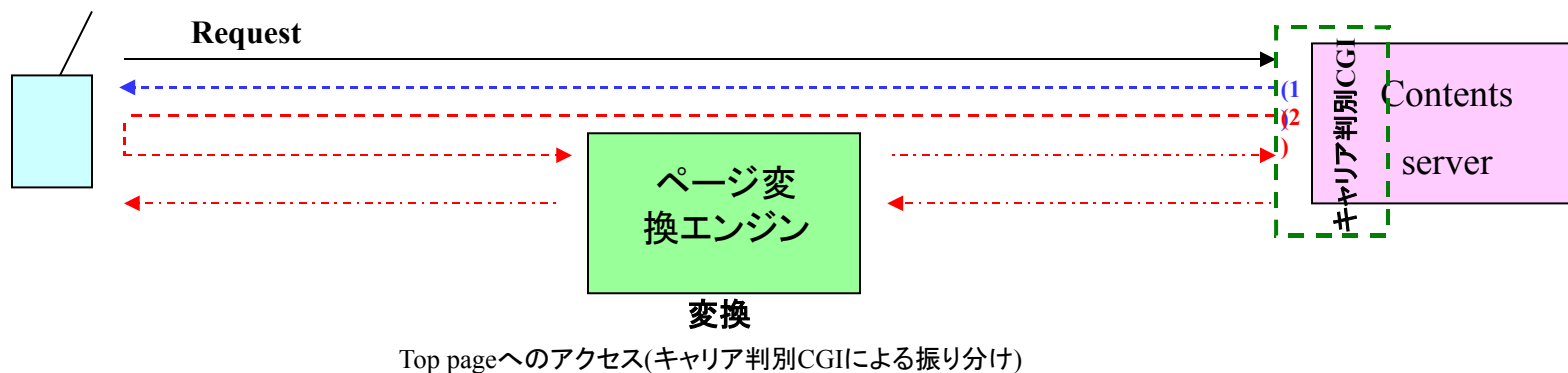 Request
(1
)
(2
)
キャリア判別CGI
Contents
server
ページ変
換エンジン
変換
Top pageへのアクセス(キャリア判別CGIによる振り分け)